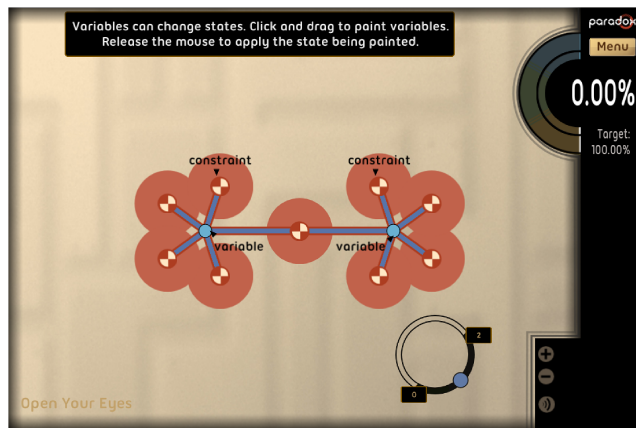 Variables can change states. Click and drag to paint variables.
Release the mouse to apply the state being painted.
paradox
Menu
0.00%
Target:
100.00%
constraint
constraint
variable
variable
2
0
Open Your Eyes